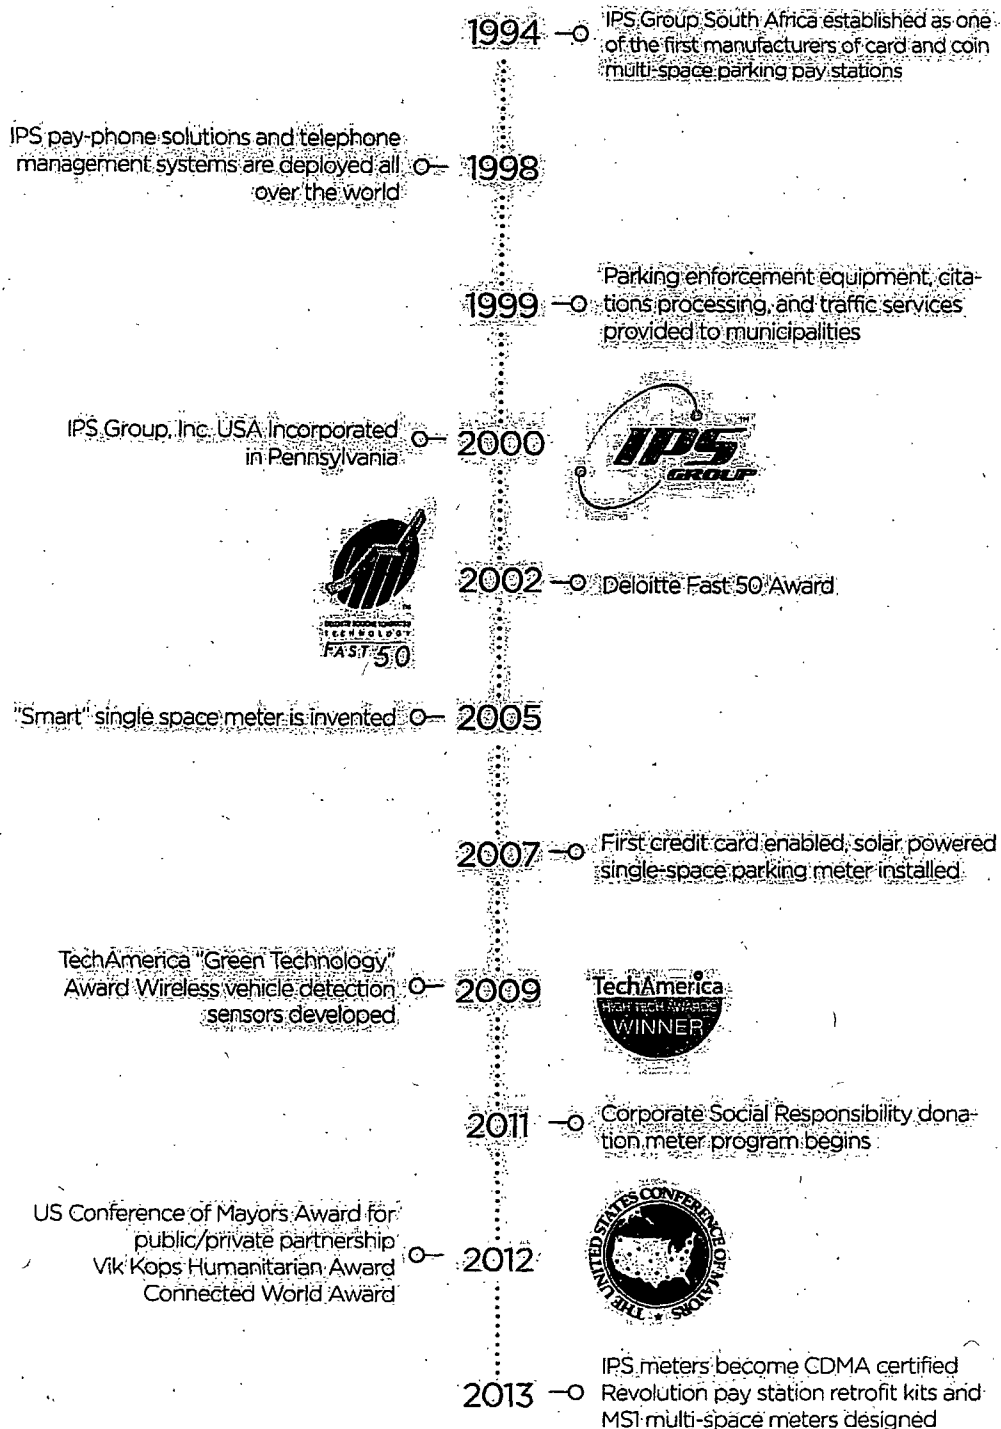 1994
IPS Group South Africa established as one
of the first manufacturers of card and coin
multi-space parking pay stations
IPS pay-phone solutions and telephone
management systems are deployed all
over the world
1998
1999
Parking enforcement equipment, cita-
tions processing, and traffic services
provided to municipalities
IPS Group, Inc. USA Incorporated
in Pennsylvania
2000
IPS
GROUP
TECHNOLOGY
FAST 50
2002
Deloitte Fast 50 Award
"Smart" single space meter is invented
2005
2007
First credit card enabled, solar powered
single-space parking meter installed
TechAmerica "Green Technology"
Award Wireless vehicle detection
sensors developed
2009
TechAmerica
HIGH TECH AWARDS
WINNER
2011
Corporate Social Responsibility dona-
tion meter program begins
US Conference of Mayors Award for
public/private partnership
Vik Kops Humanitarian Award
Connected World Award
2012
THE UNITED STATES CONFERENCE OF MAYORS
2013
IPS meters become CDMA certified
Revolution pay station retrofit kits and
MS1 multi-space meters designed